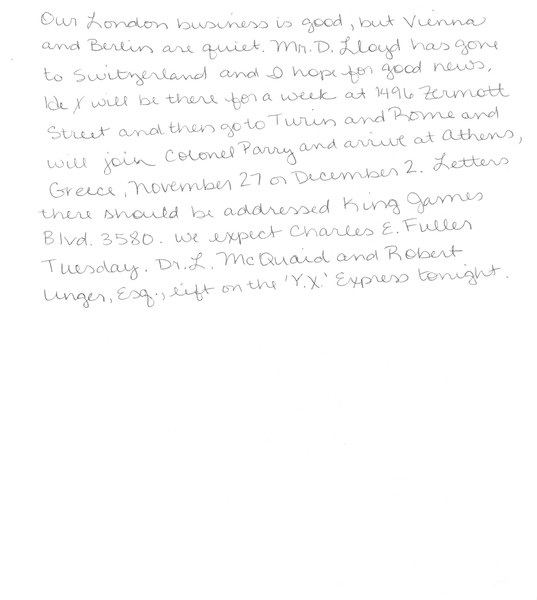 Our London business is good, but Vienna
and Berlin are quiet. Mr. D. Lloyd has gone
to Switzerland and I hope for good news,
He will be there for a week at 1496 Zermott
Street and then go to Turin and Rome and
will join Colonel Parry and arrive at Athens,
Greece, November 27 or December 2. Letters
there should be addressed King James
Blvd. 3580. We expect Charles E. Fuller
Tuesday. Dr. L. McQuaid and Robert
Unger, Esq., left on the 'Y.X.' Express tonight.